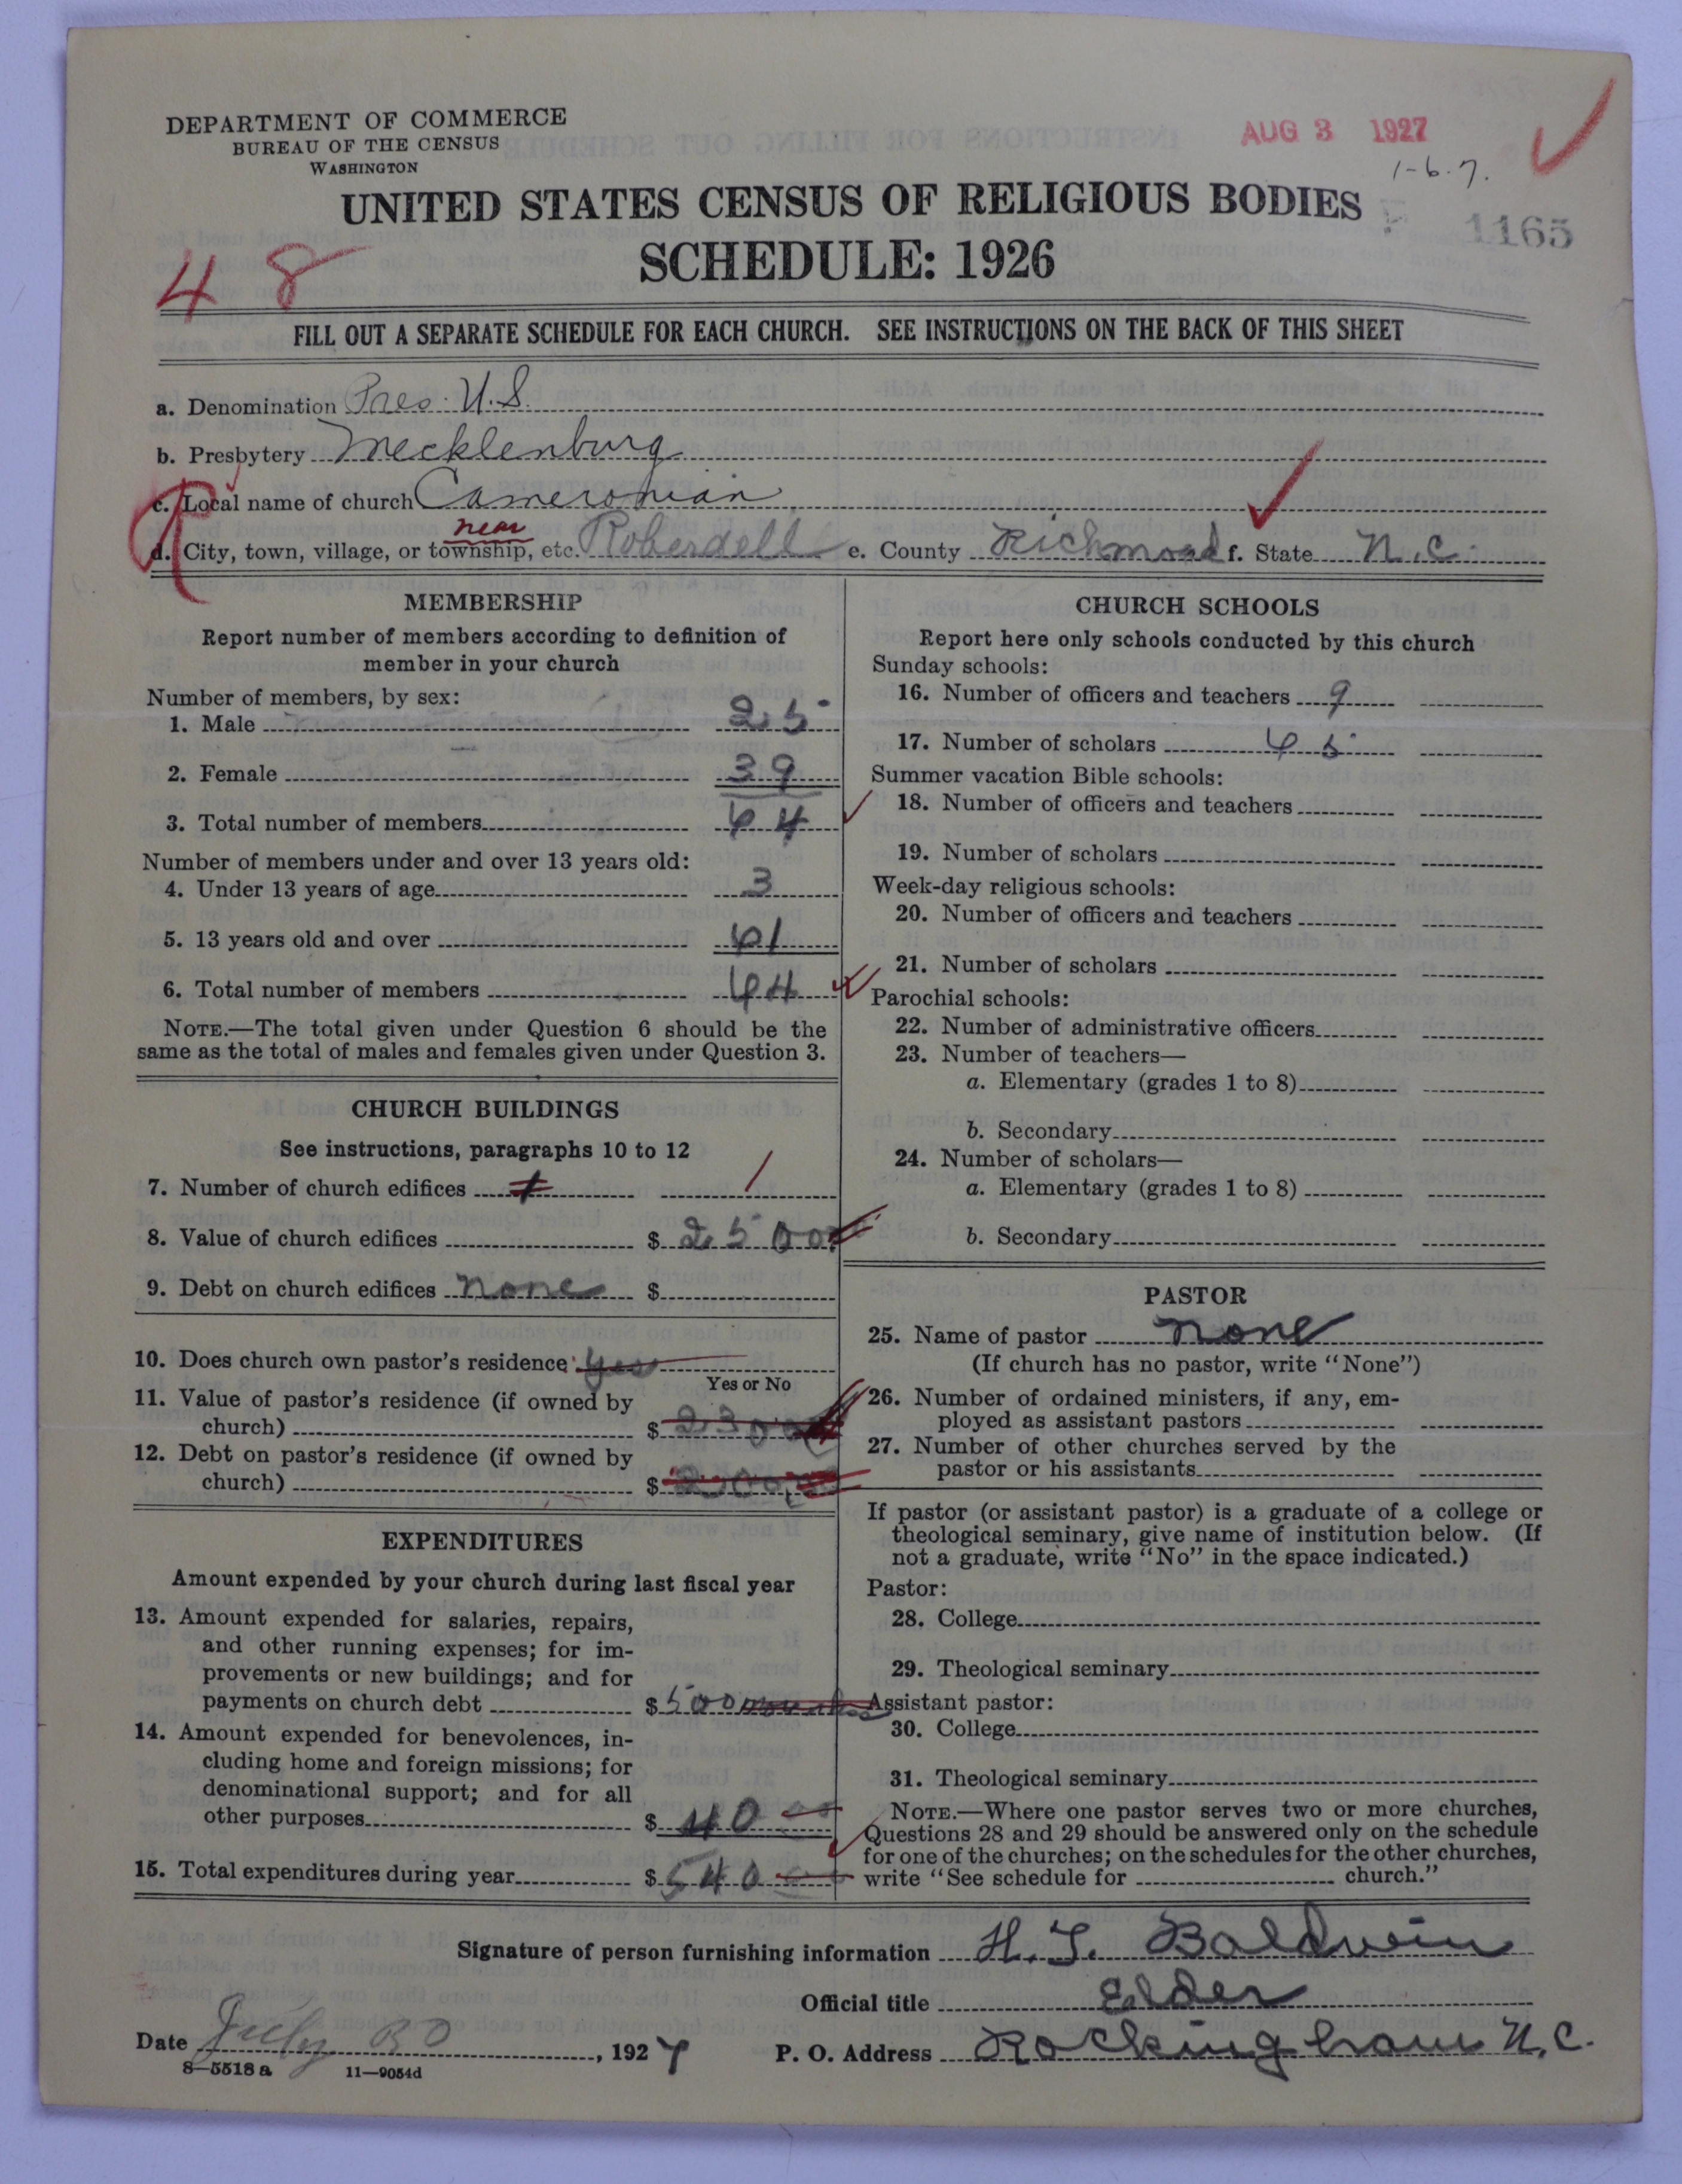 DEPARTMENT OF COMMERCE
BUREAU OF THE CENSUS
WASHINGTON
AUG 3 1927
1-6.7.
UNITED STATES CENSUS OF RELIGIOUS BODIES
1165
SCHEDULE: 1926
48
FILL OUT A SEPARATE SCHEDULE FOR EACH CHURCH. SEE INSTRUCTIONS ON THE BACK OF THIS SHEET
a. Denomination Pres. U.S.
b. Presbytery Mecklenburg
c. Local name of church Cameronian
near
d. City, town, village, or township, etc. Roberdell e. County Richmond f. State N.C.
MEMBERSHIP
Report number of members according to definition of
member in your church
Number of members, by sex:
1. Male 25
2. Female 39
3. Total number of members 64
Number of members under and over 13 years old:
4. Under 13 years of age 3
5. 13 years old and over 61
6. Total number of members 64
NOTE.—The total given under Question 6 should be the
same as the total of males and females given under Question 3.
CHURCH BUILDINGS
See instructions, paragraphs 10 to 12
7. Number of church edifices 1 1
8. Value of church edifices $ 2500
9. Debt on church edifices none $
10. Does church own pastor's residence yes
Yes or No
11. Value of pastor's residence (if owned by
church) $ 2300
12. Debt on pastor's residence (if owned by
church) $
EXPENDITURES
Amount expended by your church during last fiscal year
13. Amount expended for salaries, repairs,
and other running expenses; for im-
provements or new buildings; and for
payments on church debt $ 500
14. Amount expended for benevolences, in-
cluding home and foreign missions; for
denominational support; and for all
other purposes $ 40 00
15. Total expenditures during year $ 540
CHURCH SCHOOLS
Report here only schools conducted by this church
Sunday schools:
16. Number of officers and teachers 9
17. Number of scholars 65
Summer vacation Bible schools:
18. Number of officers and teachers
19. Number of scholars
Week-day religious schools:
20. Number of officers and teachers
21. Number of scholars
Parochial schools:
22. Number of administrative officers
23. Number of teachers—
a. Elementary (grades 1 to 8)
b. Secondary
24. Number of scholars—
a. Elementary (grades 1 to 8)
b. Secondary
PASTOR
25. Name of pastor none
(If church has no pastor, write "None")
26. Number of ordained ministers, if any, em-
ployed as assistant pastors
27. Number of other churches served by the
pastor or his assistants
If pastor (or assistant pastor) is a graduate of a college or
theological seminary, give name of institution below. (If
not a graduate, write "No" in the space indicated.)
Pastor:
28. College
29. Theological seminary
Assistant pastor:
30. College
31. Theological seminary
NOTE.—Where one pastor serves two or more churches,
Questions 28 and 29 should be answered only on the schedule
for one of the churches; on the schedules for the other churches,
write "See schedule for church."
Signature of person furnishing information H. T. Baldwin
Official title Elder
Date July 30, 1927 P. O. Address Rockingham N.C.
8—5518 a 11—9054d